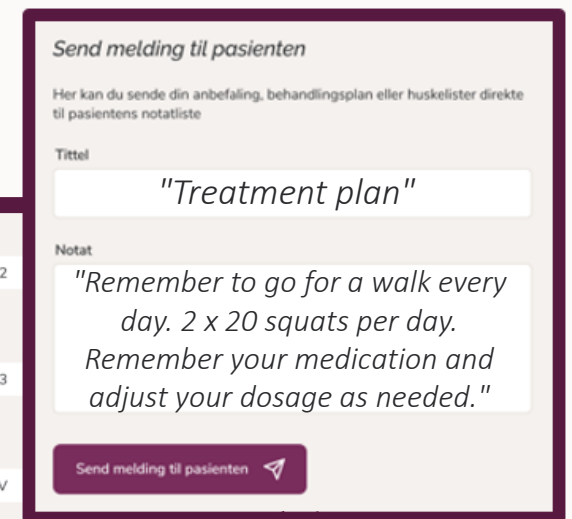 Send melding til pasienten
Her kan du sende din anbefaling, behandlingsplan eller huskelister direkte
til pasientens notatliste
Tittel
"Treatment plan"
Notat
2
"Remember to go for a walk every
day. 2 x 20 squats per day.
Remember your medication and
3
adjust your dosage as needed."
Send melding til pasienten
V